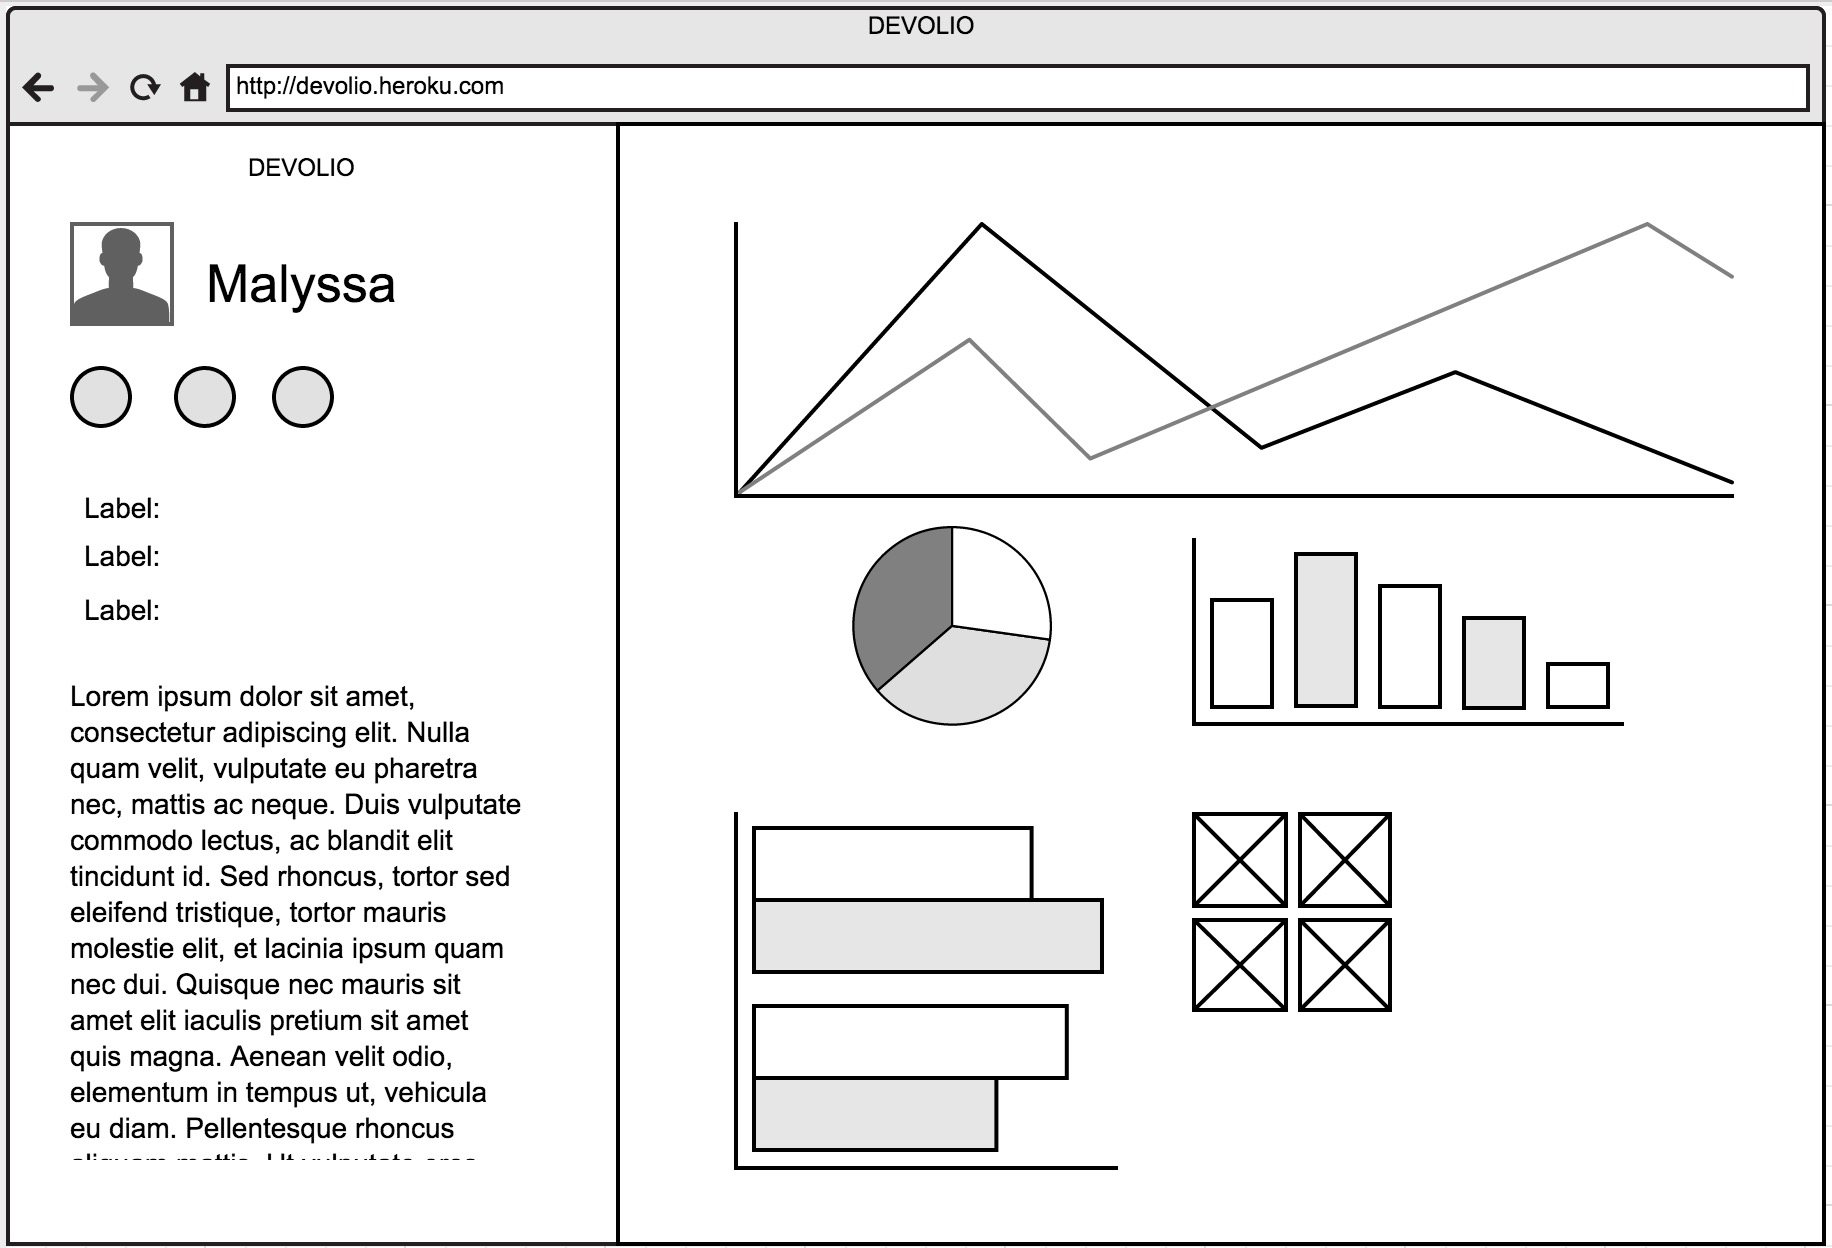 DEVOLIO
http://devolio.heroku.com
DEVOLIO
Malyssa
Label:
Label:
Label:
Lorem ipsum dolor sit amet,
consectetur adipiscing elit. Nulla
quam velit, vulputate eu pharetra
nec, mattis ac neque. Duis vulputate
commodo lectus, ac blandit elit
tincidunt id. Sed rhoncus, tortor sed
eleifend tristique, tortor mauris
molestie elit, et lacinia ipsum quam
nec dui. Quisque nec mauris sit
amet elit iaculis pretium sit amet
quis magna. Aenean velit odio,
elementum in tempus ut, vehicula
eu diam. Pellentesque rhoncus